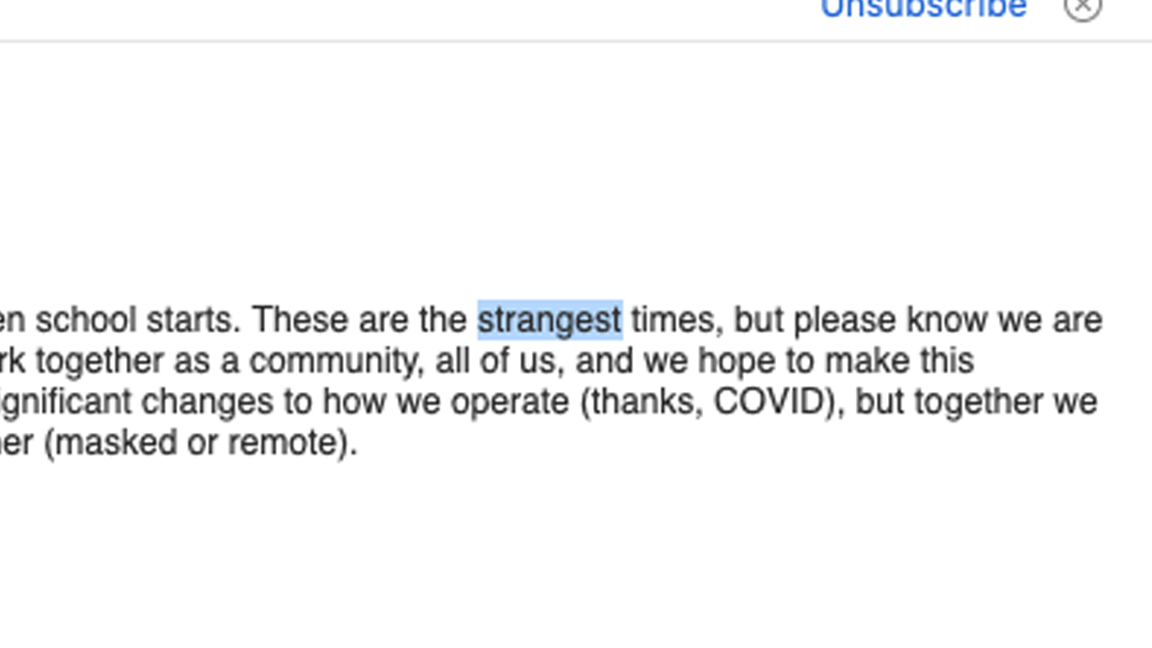 Unsubscribe
en school starts. These are the strangest times, but please know we are
rk together as a community, all of us, and we hope to make this
ignificant changes to how we operate (thanks, COVID), but together we
er (masked or remote).